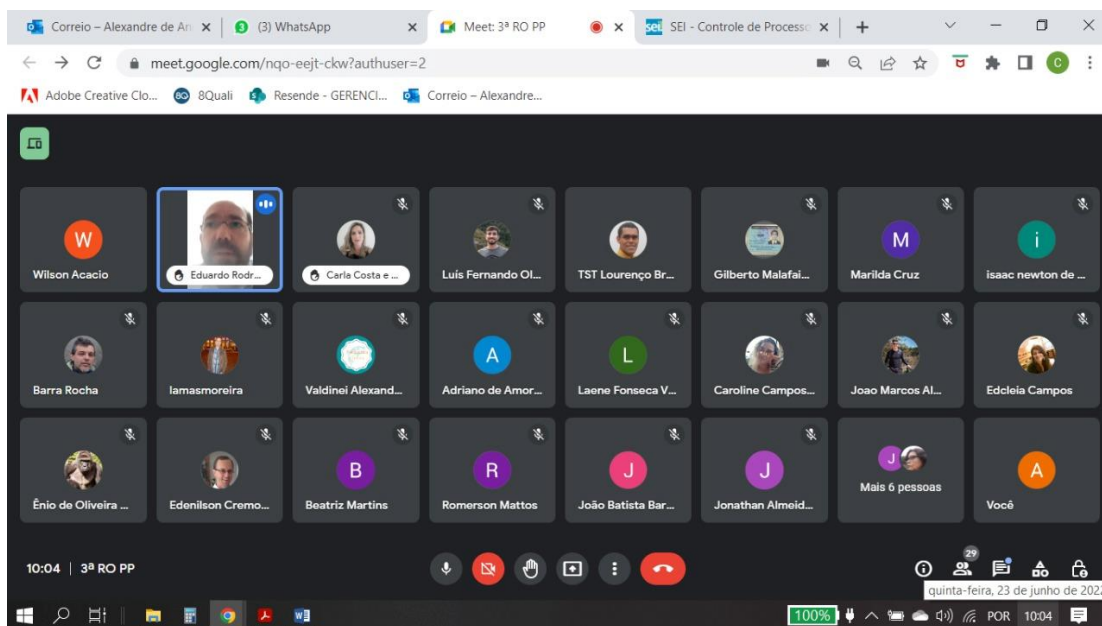 Correio – Alexandre de An
(3) WhatsApp
Meet: 3ª RO PP
sei SEI - Controle de Processo
meet.google.com/nqo-eejt-ckw?authuser=2
C
Adobe Creative Clo...
8Q 8Quali
Resende - GERENCI...
Correio – Alexandre...
W
M
i
Wilson Acacio
Eduardo Rodr...
Carla Costa e ...
Luís Fernando Ol...
TST Lourenço Br...
Gilberto Malafai...
Marilda Cruz
isaac newton de ...
A
L
Barra Rocha
lamasmoreira
Valdinei Alexand...
Adriano de Amor...
Laene Fonseca V...
Caroline Campos...
Joao Marcos Al...
Edcleia Campos
B
R
J
J
J
A
Ênio de Oliveira ...
Edenilson Cremo...
Beatriz Martins
Romerson Mattos
João Batista Bar...
Jonathan Almeid...
Mais 6 pessoas
Você
10:04 | 3ª RO PP
29
quinta-feira, 23 de junho de 2022
100%
POR
10:04